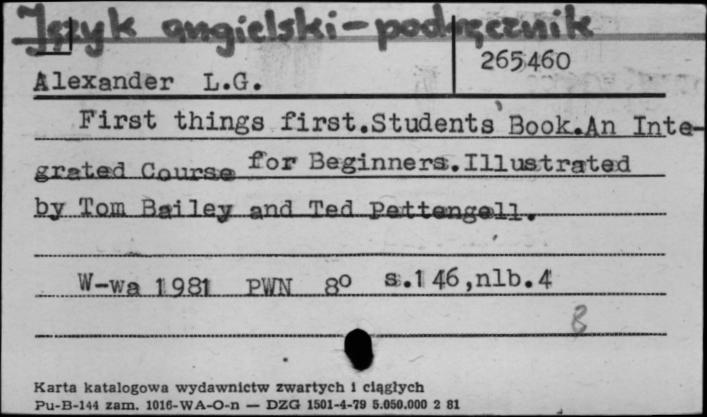 Język angielski-podręcznik
265460
Alexander L.G.
First things first.Students' Book.An Inte-
grated Course for Beginners.Illustrated
by Tom Bailey and Ted Pettengell.
W-wa 1981 PWN 8° s.146,nlb.4
8
Karta katalogowa wydawnictw zwartych i ciągłych
Pu-B-144 zam. 1016-WA-O-n — DZG 1501-4-79 5.050.000 2 81